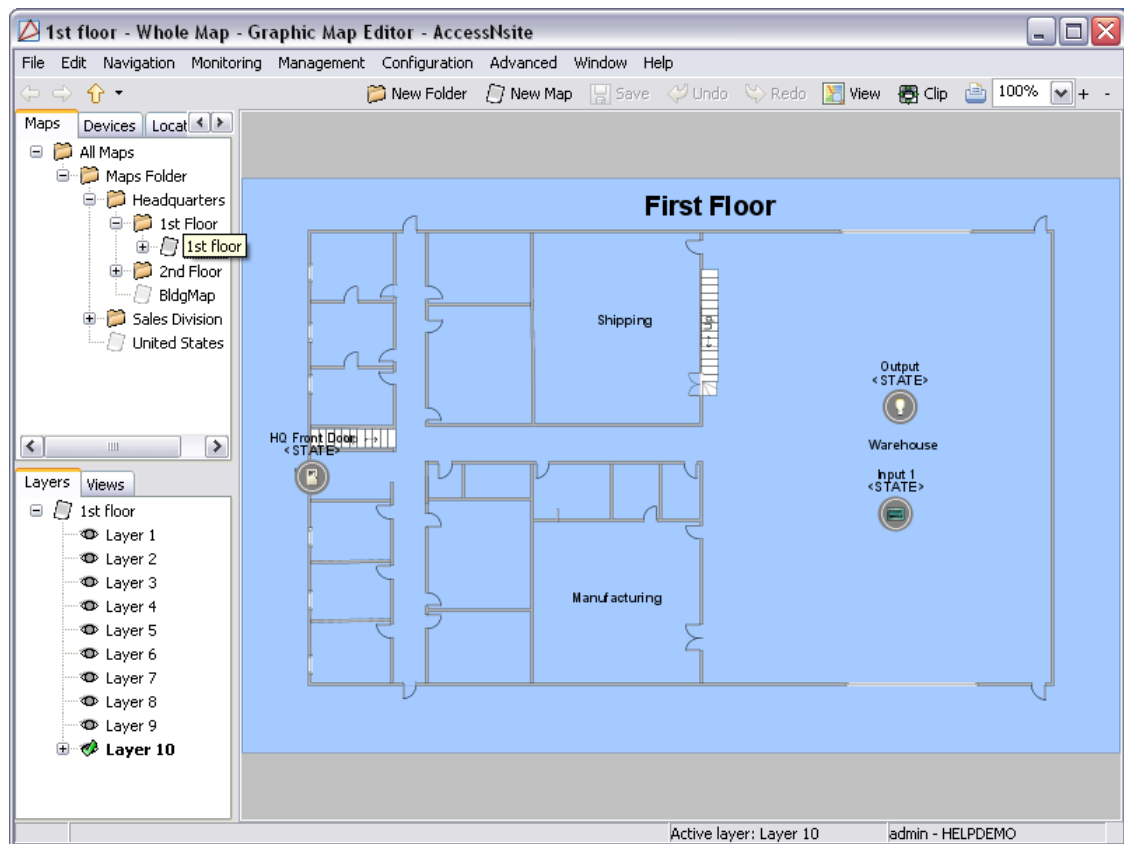 1st floor - Whole Map - Graphic Map Editor - AccessNsite
File Edit Navigation Monitoring Management Configuration Advanced Window Help
New Folder New Map Save Undo Redo View Clip 100% + -
Maps Devices Locat
All Maps
Maps Folder
Headquarters
1st Floor
1st floor
2nd Floor
BldgMap
Sales Division
United States
Layers Views
1st floor
Layer 1
Layer 2
Layer 3
Layer 4
Layer 5
Layer 6
Layer 7
Layer 8
Layer 9
Layer 10
First Floor
Shipping
Up
Output
<STATE>
HQ Front Door
<STATE>
Warehouse
Input 1
<STATE>
Manufacturing
Active layer: Layer 10
admin - HELPDEMO